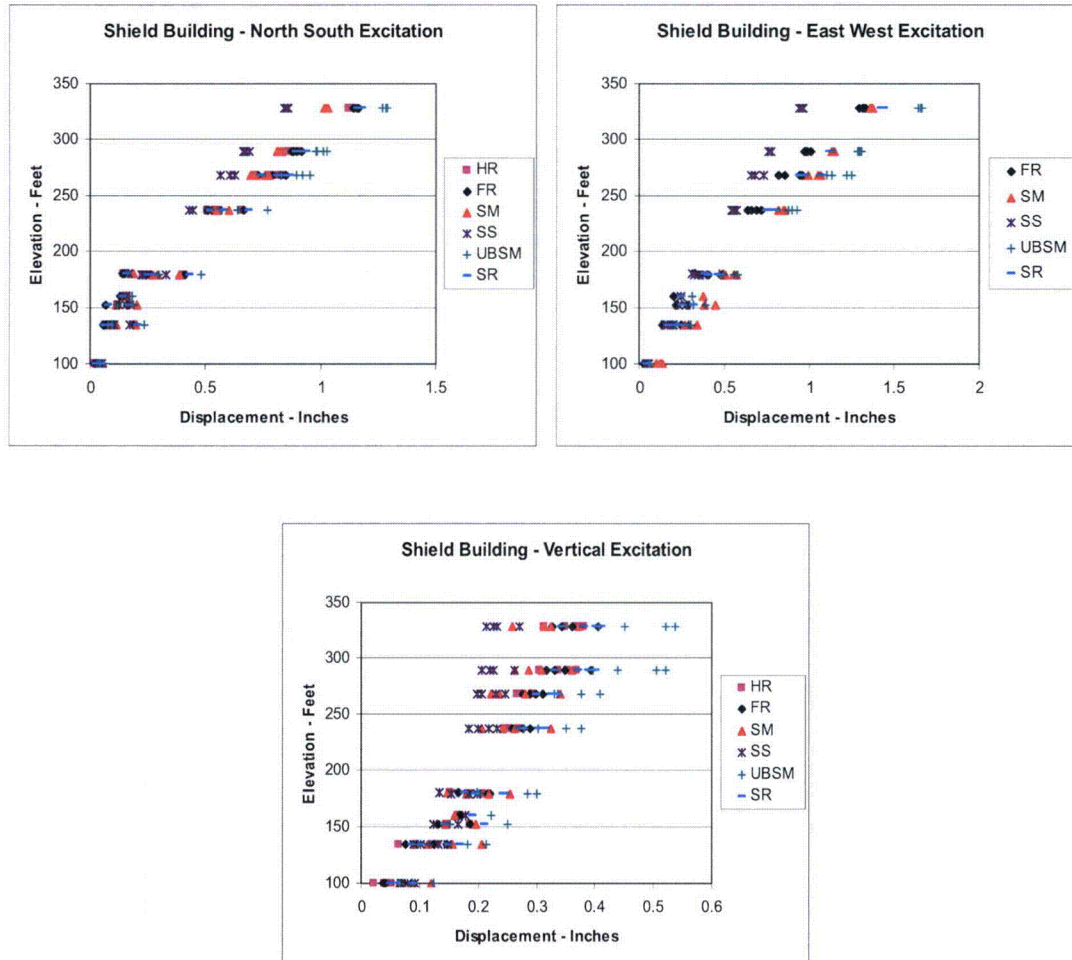 Shield Building - North South Excitation
350
300
250
200
150
100
0
0.5
1
1.5
Elevation - Feet
Displacement - Inches
HR
FR
SM
SS
UBSM
SR
Shield Building - East West Excitation
350
300
250
200
150
100
0
0.5
1
1.5
2
Elevation - Feet
Displacement - Inches
FR
SM
SS
UBSM
SR
Shield Building - Vertical Excitation
350
300
250
200
150
100
0
0.1
0.2
0.3
0.4
0.5
0.6
Elevation - Feet
Displacement - Inches
HR
FR
SM
SS
UBSM
SR